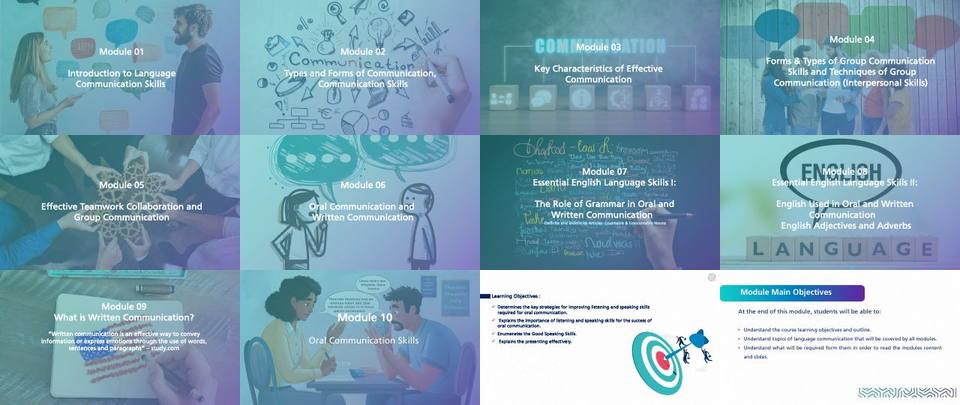 Module 01
Introduction to Language
Communication Skills
Module 02
Communication
Types and Forms of Communication,
Communication Skills
COMMUNICATION
Module 03
Key Characteristics of Effective
Communication
Module 04
Forms & Types of Group Communication
Skills and Techniques of Group
Communication (Interpersonal Skills)
Module 05
Effective Teamwork Collaboration and
Group Communication
Module 06
Oral Communication and
Written Communication
Module 07
Essential English Language Skills I:
The Role of Grammar in Oral and
Written Communication
ENGLISH
Module 08
Essential English Language Skills II:
English Used in Oral and Written
Communication
English Adjectives and Adverbs
LANGUAGE
Module 09
What is Written Communication?
"Written communication is an effective way to convey
information or express emotions through the use of words,
sentences and paragraphs" – study.com
Module 10
Oral Communication Skills
Learning Objectives :
Determines the key strategies for improving listening and speaking skills
required for oral communication.
Explains the importance of listening and speaking skills for the success of
oral communication.
Enumerates the Good Speaking Skills.
Explains the presenting effectively.
Module Main Objectives
At the end of this module, students will be able to:
Understand the course learning objectives and outline.
Understand topics of language communication that will be covered by all modules.
Understand what will be required form them in order to read the modules content
and slides.